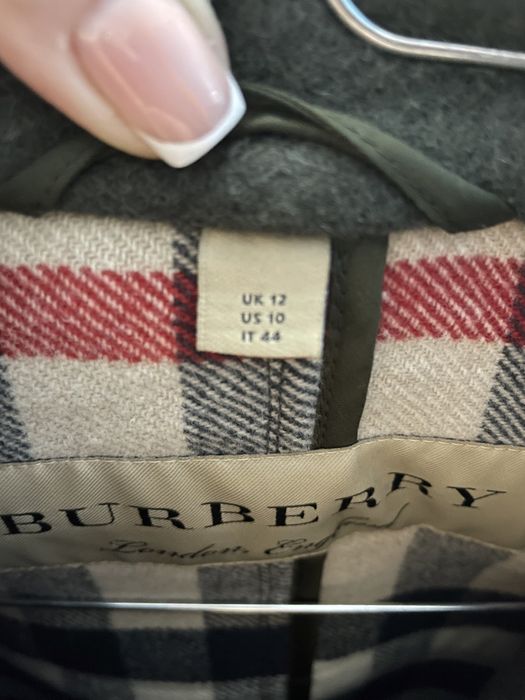 UK 12
US 10
IT 44
BURBERRY
London, England